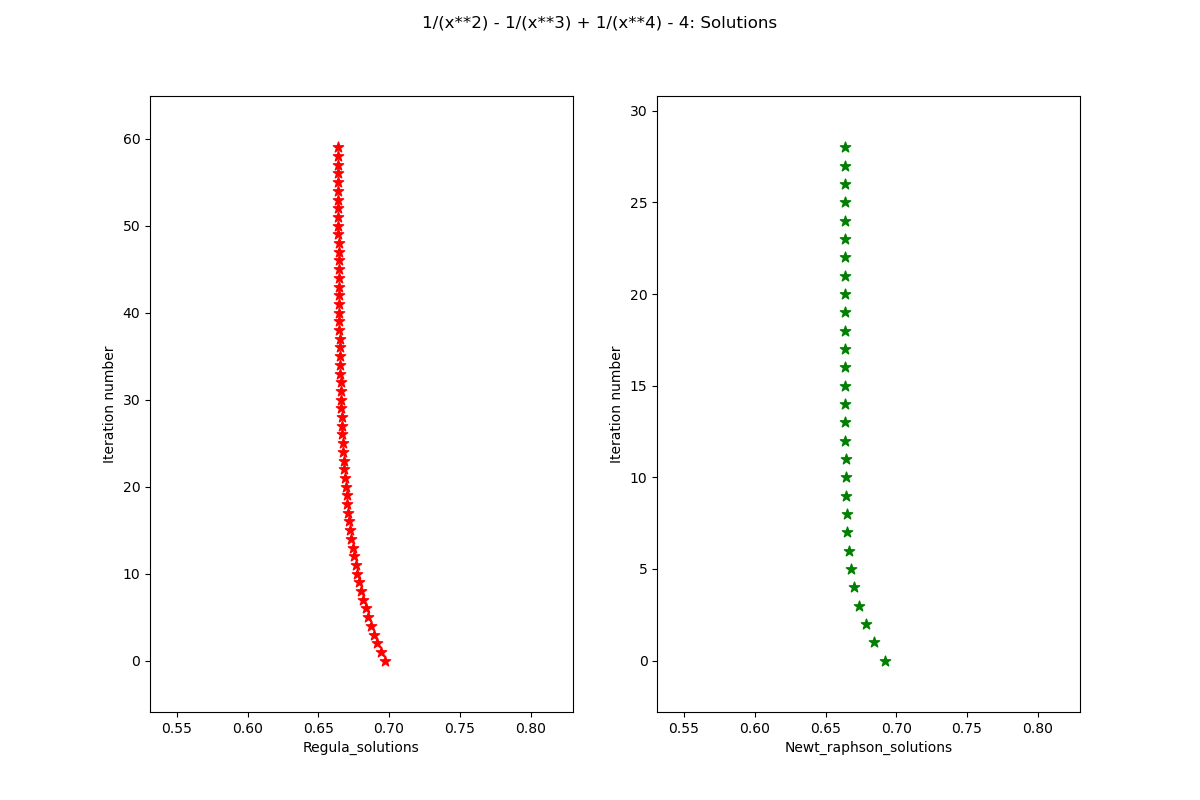 1/(x**2) - 1/(x**3) + 1/(x**4) - 4: Solutions
60
50
40
30
20
10
0
Iteration number
0.55 0.60 0.65 0.70 0.75 0.80
Regula_solutions
30
25
20
15
10
5
0
Iteration number
0.55 0.60 0.65 0.70 0.75 0.80
Newt_raphson_solutions